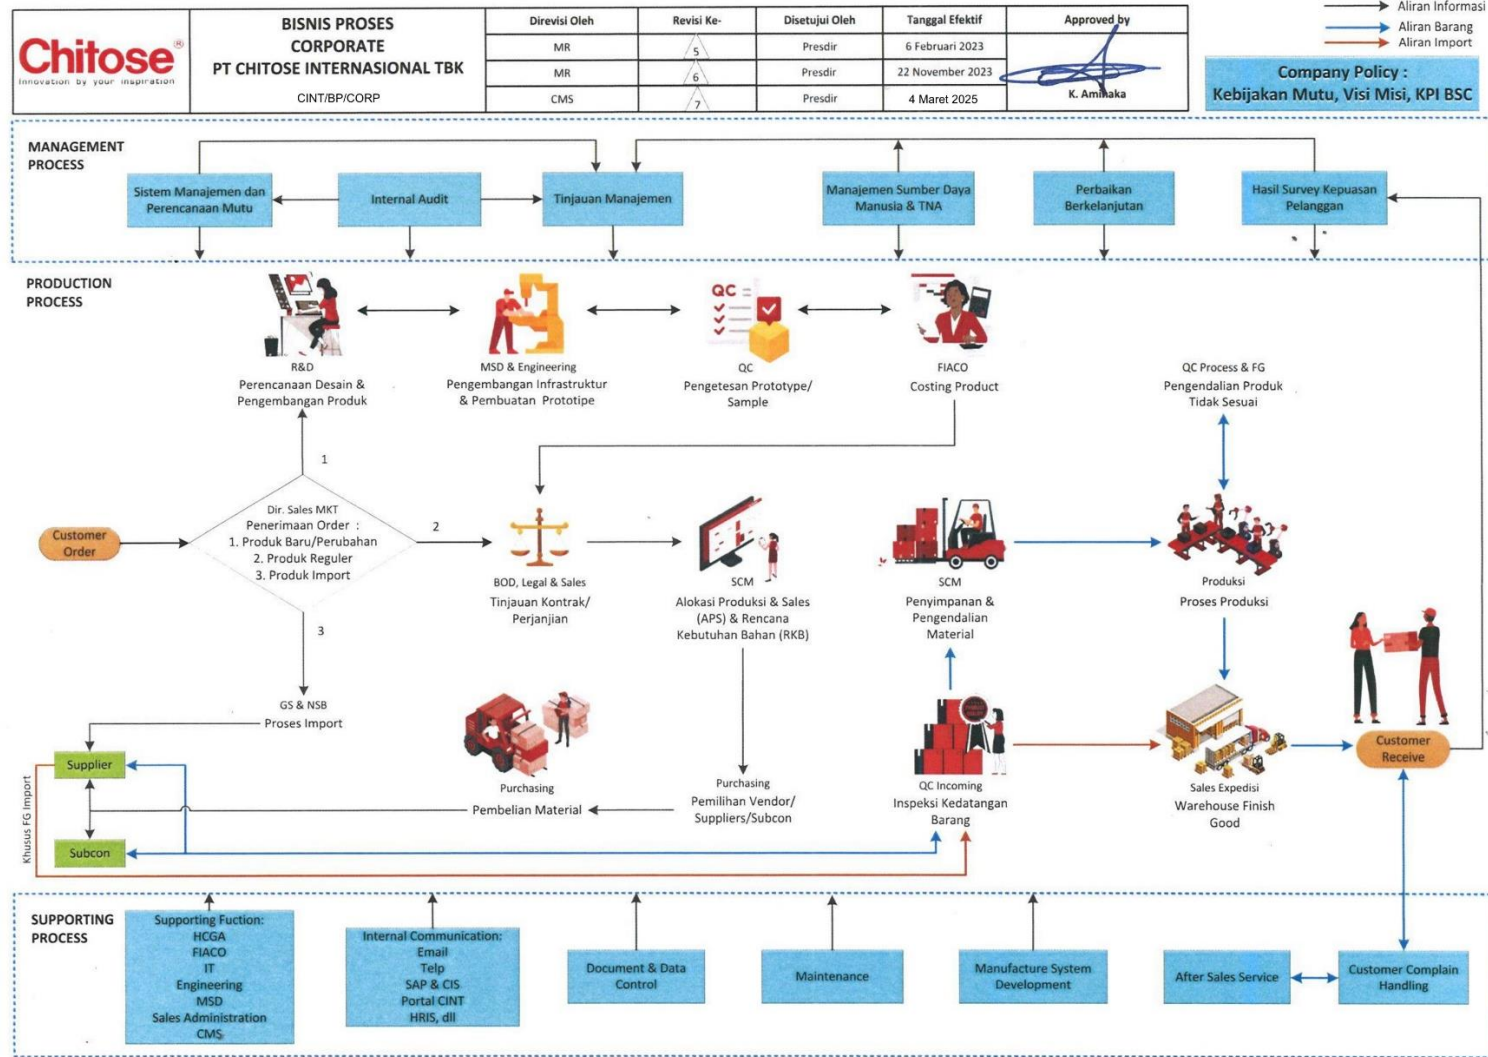 Chitose®
Innovation by your inspiration
BISNIS PROSES
CORPORATE
PT CHITOSE INTERNASIONAL TBK
CINT/BP/CORP
Direvisi Oleh Revisi Ke- Disetujui Oleh Tanggal Efektif Approved by
MR 5 Presdir 6 Februari 2023
MR 6 Presdir 22 November 2023
CMS 7 Presdir 4 Maret 2025
K. Aminaka
Aliran Informasi
Aliran Barang
Aliran Import
Company Policy :
Kebijakan Mutu, Visi Misi, KPI BSC
MANAGEMENT
PROCESS
Sistem Manajemen dan
Perencanaan Mutu
Internal Audit
Tinjauan Manajemen
Manajemen Sumber Daya
Manusia & TNA
Perbaikan
Berkelanjutan
Hasil Survey Kepuasan
Pelanggan
PRODUCTION
PROCESS
QC
R&D
Perencanaan Desain &
Pengembangan Produk
MSD & Engineering
Pengembangan Infrastruktur
& Pembuatan Prototipe
QC
Pengetesan Prototype/
Sample
FIACO
Costing Product
QC Process & FG
Pengendalian Produk
Tidak Sesuai
1
Customer
Order
Dir. Sales MKT
Penerimaan Order :
1. Produk Baru/Perubahan
2. Produk Reguler
3. Produk Import
2
3
BOD, Legal & Sales
Tinjauan Kontrak/
Perjanjian
SCM
Alokasi Produksi & Sales
(APS) & Rencana
Kebutuhan Bahan (RKB)
SCM
Penyimpanan &
Pengendalian
Material
Produksi
Proses Produksi
GS & NSB
Proses Import
Supplier
Subcon
Khusus FG Import
Purchasing
Pembelian Material
Purchasing
Pemilihan Vendor/
Suppliers/Subcon
QC Incoming
Inspeksi Kedatangan
Barang
Sales Expedisi
Warehouse Finish
Good
Customer
Receive
SUPPORTING
PROCESS
Supporting Fuction:
HCGA
FIACO
IT
Engineering
MSD
Sales Administration
CMS
Internal Communication:
Email
Telp
SAP & CIS
Portal CINT
HRIS, dll
Document & Data
Control
Maintenance
Manufacture System
Development
After Sales Service
Customer Complain
Handling